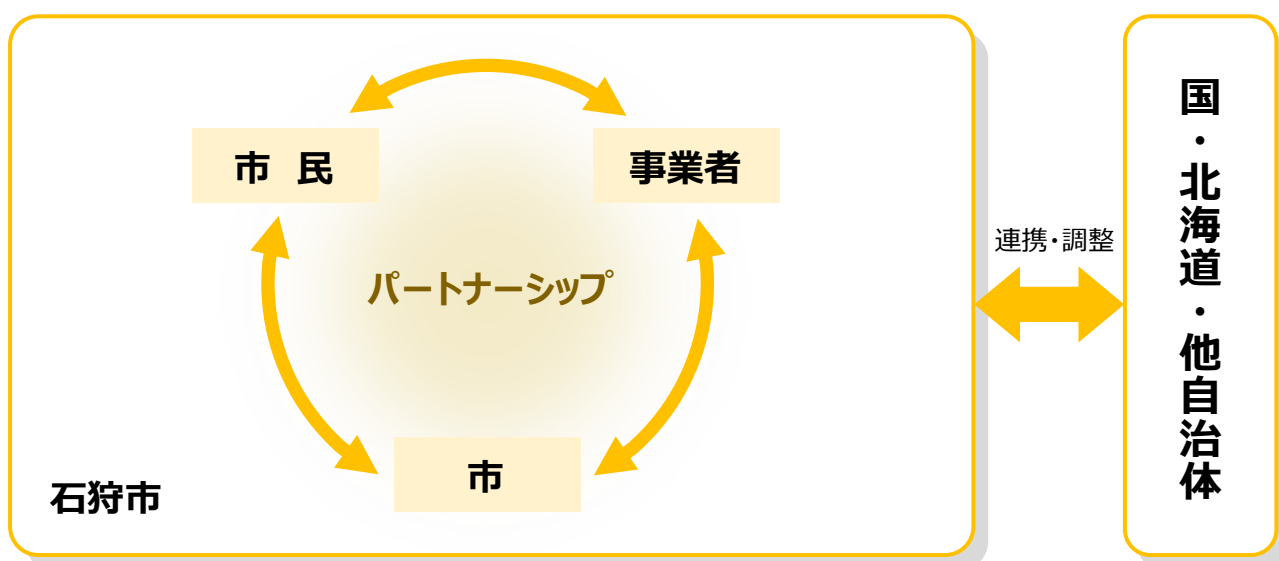 市 民
事業者
パートナーシップ
市
石狩市
連携・調整
国・北海道・他自治体